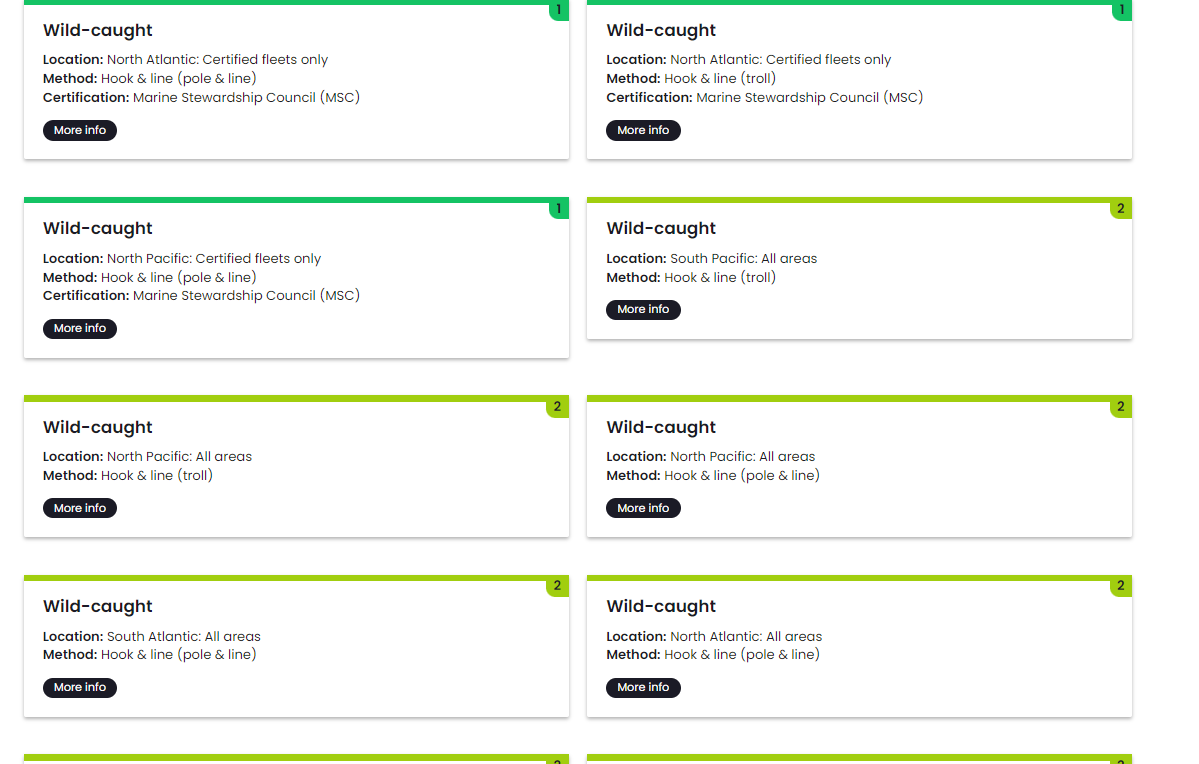 1
Wild-caught
Location: North Atlantic: Certified fleets only
Method: Hook & line (pole & line)
Certification: Marine Stewardship Council (MSC)
More info
1
Wild-caught
Location: North Atlantic: Certified fleets only
Method: Hook & line (troll)
Certification: Marine Stewardship Council (MSC)
More info
1
Wild-caught
Location: North Pacific: Certified fleets only
Method: Hook & line (pole & line)
Certification: Marine Stewardship Council (MSC)
More info
2
Wild-caught
Location: South Pacific: All areas
Method: Hook & line (troll)
More info
2
Wild-caught
Location: North Pacific: All areas
Method: Hook & line (troll)
More info
2
Wild-caught
Location: North Pacific: All areas
Method: Hook & line (pole & line)
More info
2
Wild-caught
Location: South Atlantic: All areas
Method: Hook & line (pole & line)
More info
2
Wild-caught
Location: North Atlantic: All areas
Method: Hook & line (pole & line)
More info